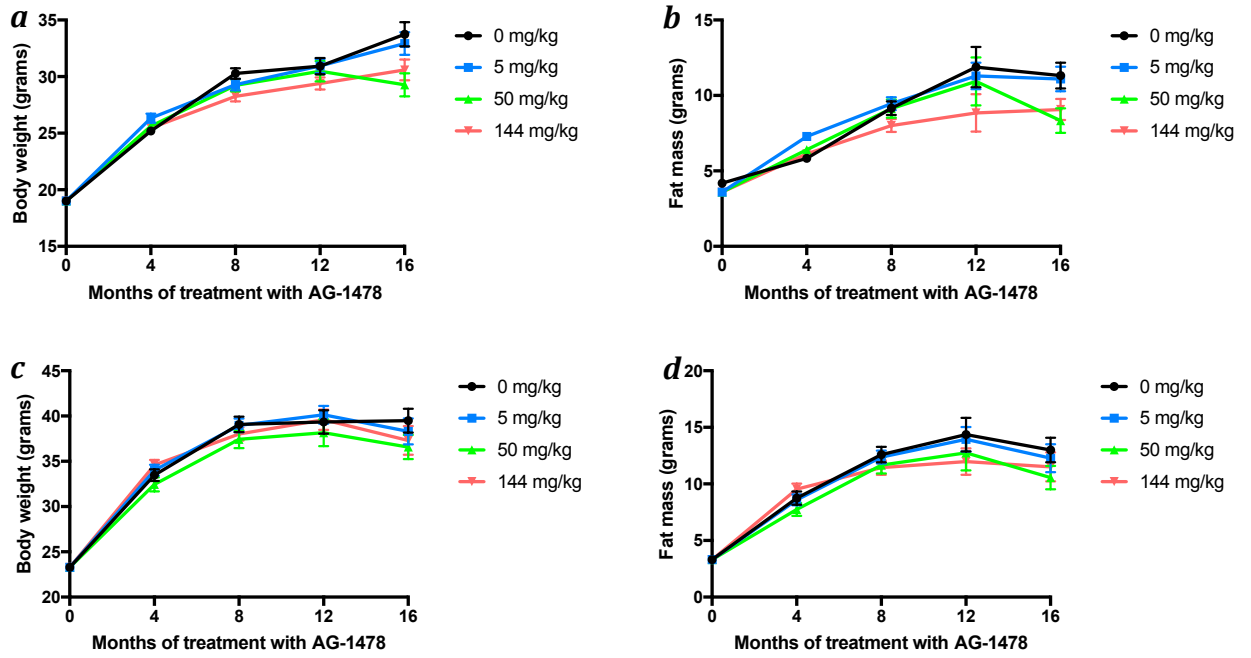 a
Body weight (grams)
35
30
25
20
15
0 4 8 12 16
Months of treatment with AG-1478
0 mg/kg
5 mg/kg
50 mg/kg
144 mg/kg
b
Fat mass (grams)
15
10
5
0
0 4 8 12 16
Months of treatment with AG-1478
0 mg/kg
5 mg/kg
50 mg/kg
144 mg/kg
c
Body weight (grams)
45
40
35
30
25
20
0 4 8 12 16
Months of treatment with AG-1478
0 mg/kg
5 mg/kg
50 mg/kg
144 mg/kg
d
Fat mass (grams)
20
15
10
5
0
0 4 8 12 16
Months of treatment with AG-1478
0 mg/kg
5 mg/kg
50 mg/kg
144 mg/kg